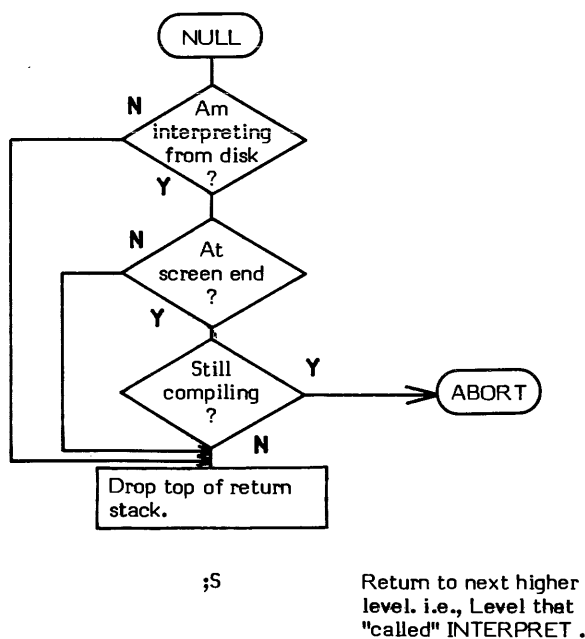 NULL
N
Am
interpreting
from disk
?
Y
N
At
screen end
?
Y
Still
compiling
?
Y
ABORT
N
Drop top of return
stack.
;S
Return to next higher
level. i.e., Level that
"called" INTERPRET .